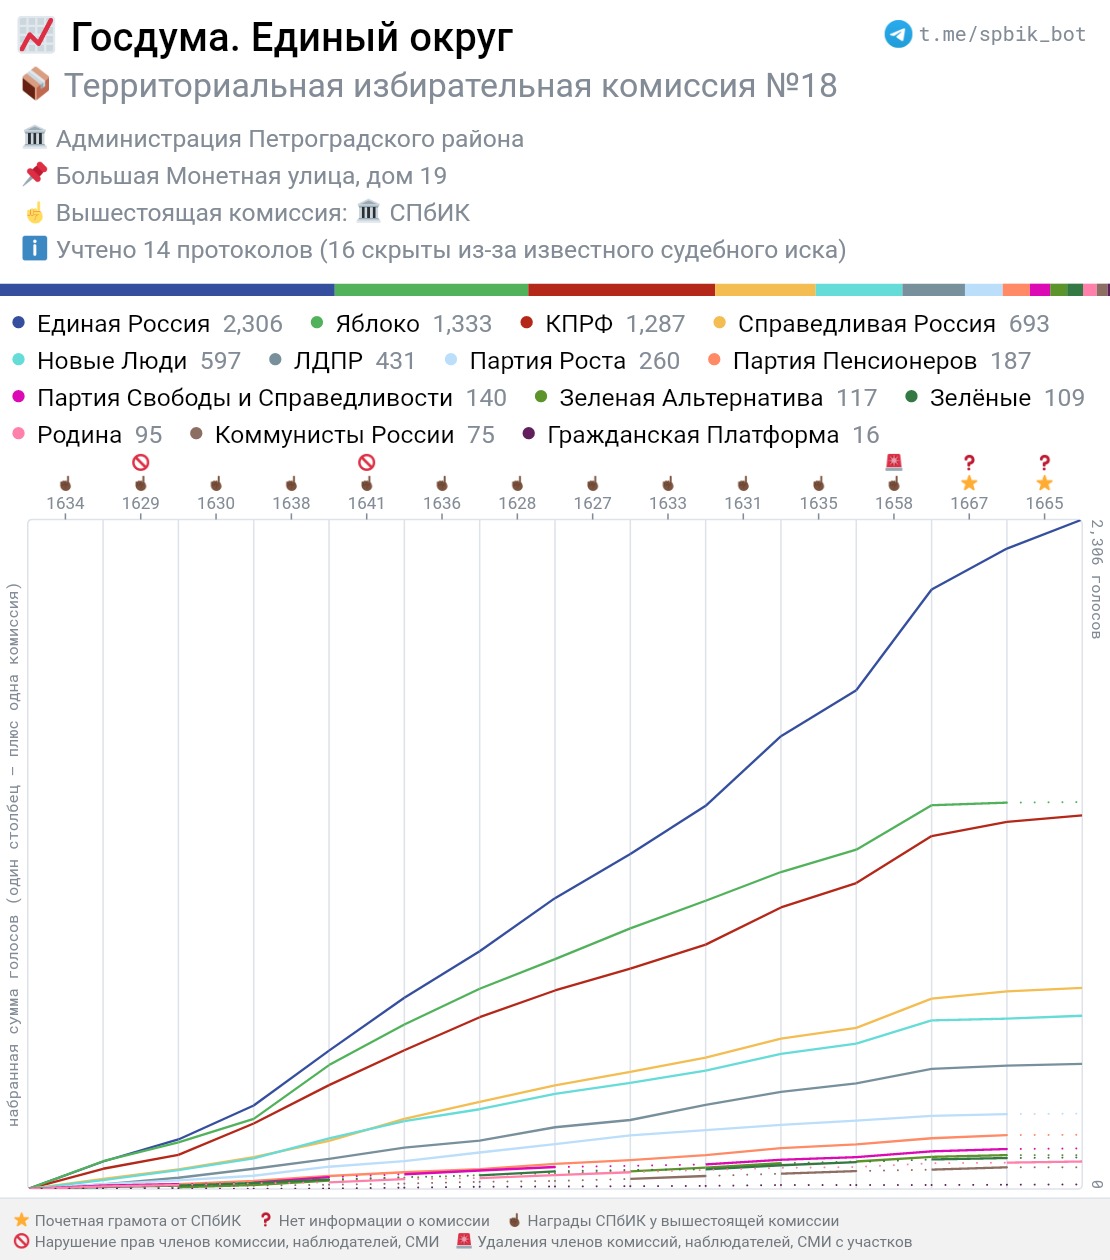 Госдума. Единый округ
t.me/spbik_bot
Территориальная избирательная комиссия №18
Администрация Петроградского района
Большая Монетная улица, дом 19
Вышестоящая комиссия: СПбИК
Учтено 14 протоколов (16 скрыты из-за известного судебного иска)
Единая Россия 2,306 Яблоко 1,333 КПРФ 1,287 Справедливая Россия 693
Новые Люди 597 ЛДПР 431 Партия Роста 260 Партия Пенсионеров 187
Партия Свободы и Справедливости 140 Зеленая Альтернатива 117 Зелёные 109
Родина 95 Коммунисты России 75 Гражданская Платформа 16
1634 1629 1630 1638 1641 1636 1628 1627 1633 1631 1635 1658 1667 1665
набранная сумма голосов (один столбец — плюс одна комиссия)
2,306 голосов
0
Почетная грамота от СПбИК Нет информации о комиссии Награды СПбИК у вышестоящей комиссии
Нарушение прав членов комиссии, наблюдателей, СМИ Удаления членов комиссий, наблюдателей, СМИ с участков